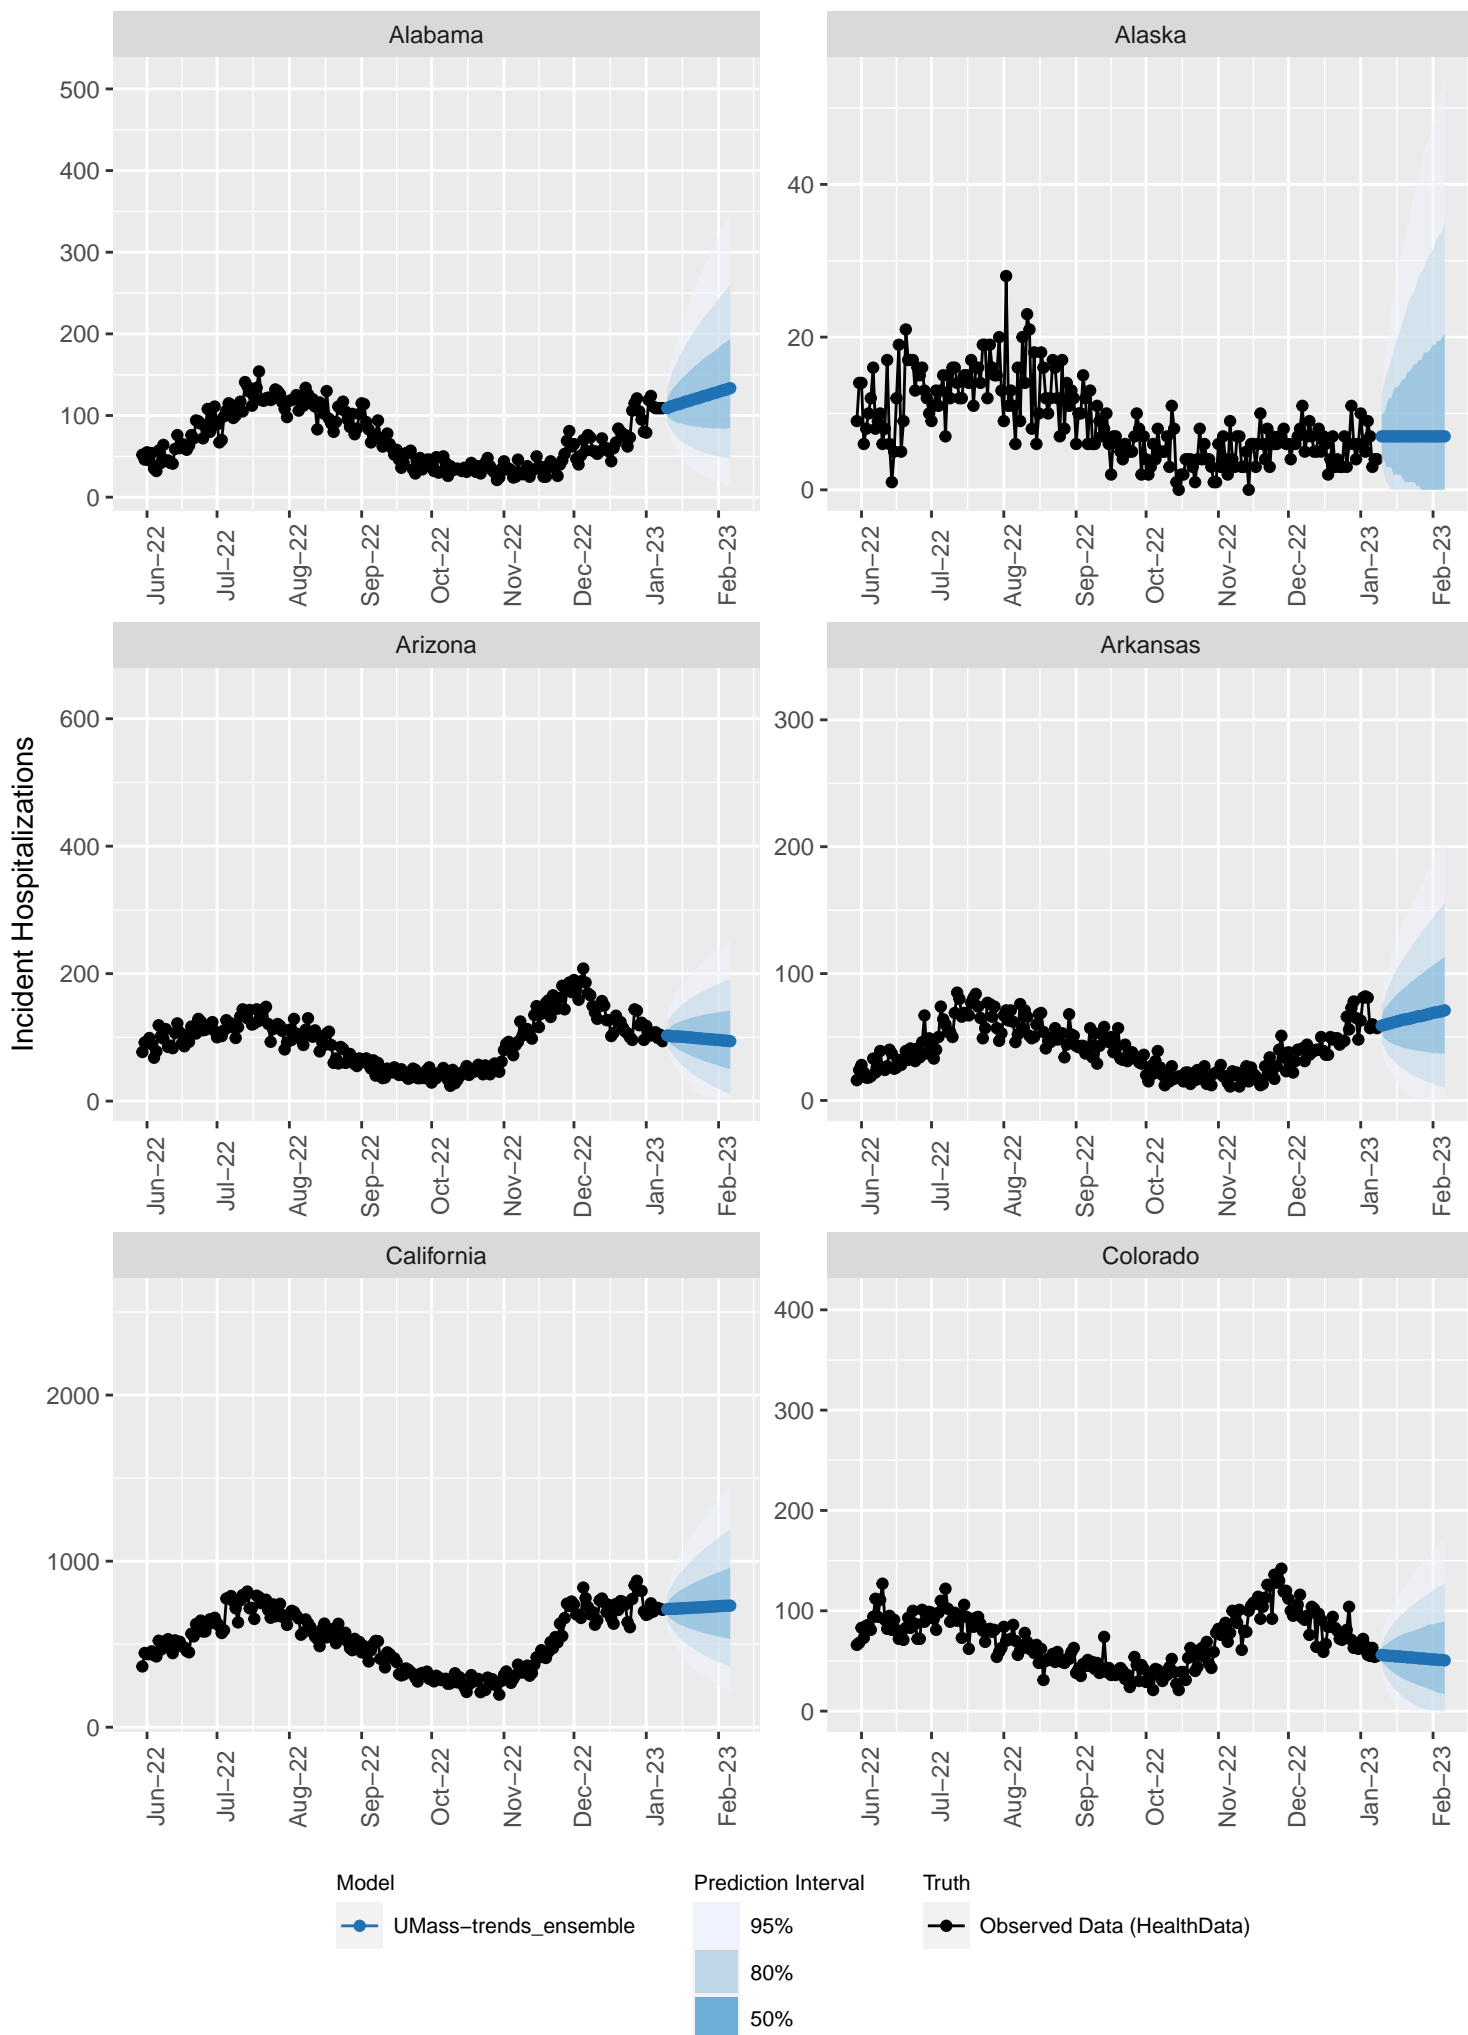 Alabama
Alaska
500
400
300
200
100
0
40
20
0
Jun−22
Jul−22
Aug−22
Sep−22
Oct−22
Nov−22
Dec−22
Jan−23
Feb−23
Jun−22
Jul−22
Aug−22
Sep−22
Oct−22
Nov−22
Dec−22
Jan−23
Feb−23
Incident Hospitalizations
Arizona
Arkansas
600
400
200
0
300
200
100
0
Jun−22
Jul−22
Aug−22
Sep−22
Oct−22
Nov−22
Dec−22
Jan−23
Feb−23
Jun−22
Jul−22
Aug−22
Sep−22
Oct−22
Nov−22
Dec−22
Jan−23
Feb−23
California
Colorado
2000
1000
0
400
300
200
100
0
Jun−22
Jul−22
Aug−22
Sep−22
Oct−22
Nov−22
Dec−22
Jan−23
Feb−23
Jun−22
Jul−22
Aug−22
Sep−22
Oct−22
Nov−22
Dec−22
Jan−23
Feb−23
Model
UMass−trends_ensemble
Prediction Interval
95%
80%
50%
Truth
Observed Data (HealthData)